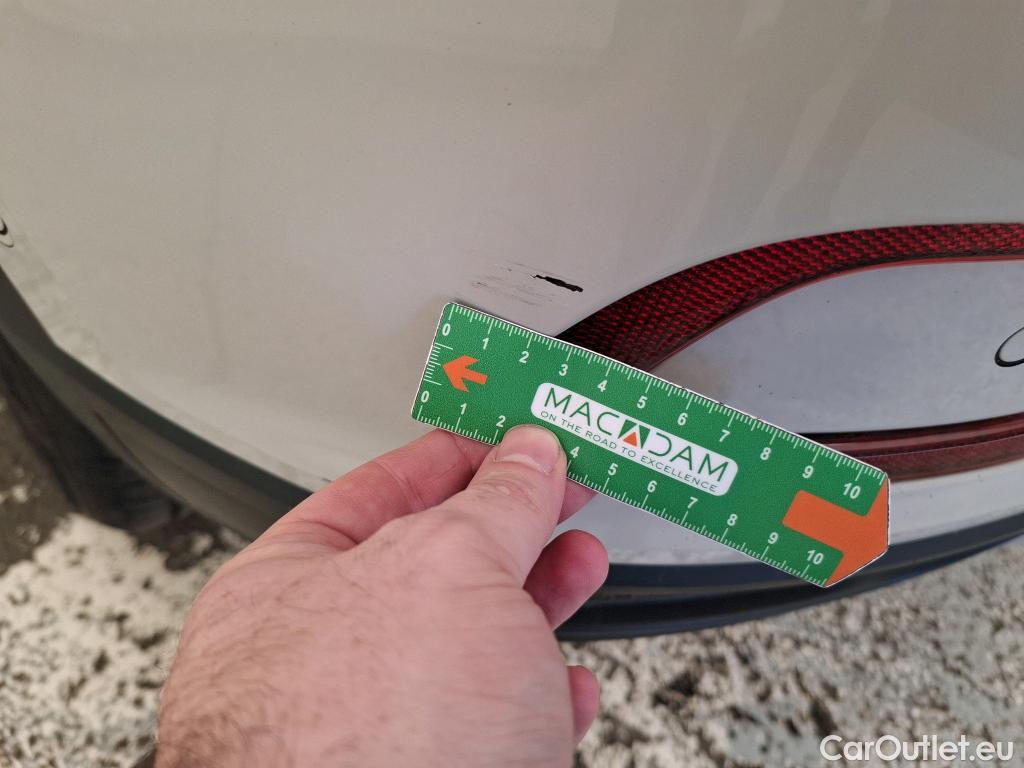 0 1 2 3 4 5 6 7 8 9 10
MACADAM
ON THE ROAD TO EXCELLENCE
0 1 2 4 5 6 7 8 9 10
CarOutlet.eu